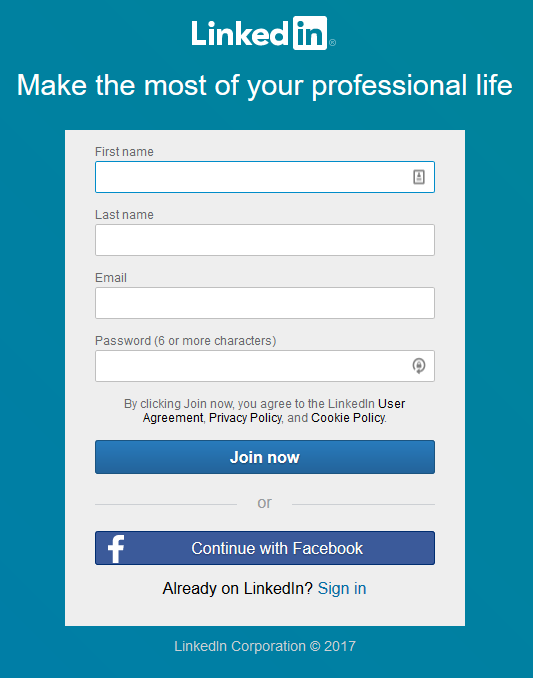 Linked in®
Make the most of your professional life
First name
Last name
Email
Password (6 or more characters)
By clicking Join now, you agree to the LinkedIn User
Agreement, Privacy Policy, and Cookie Policy.
Join now
or
f Continue with Facebook
Already on LinkedIn? Sign in
LinkedIn Corporation © 2017